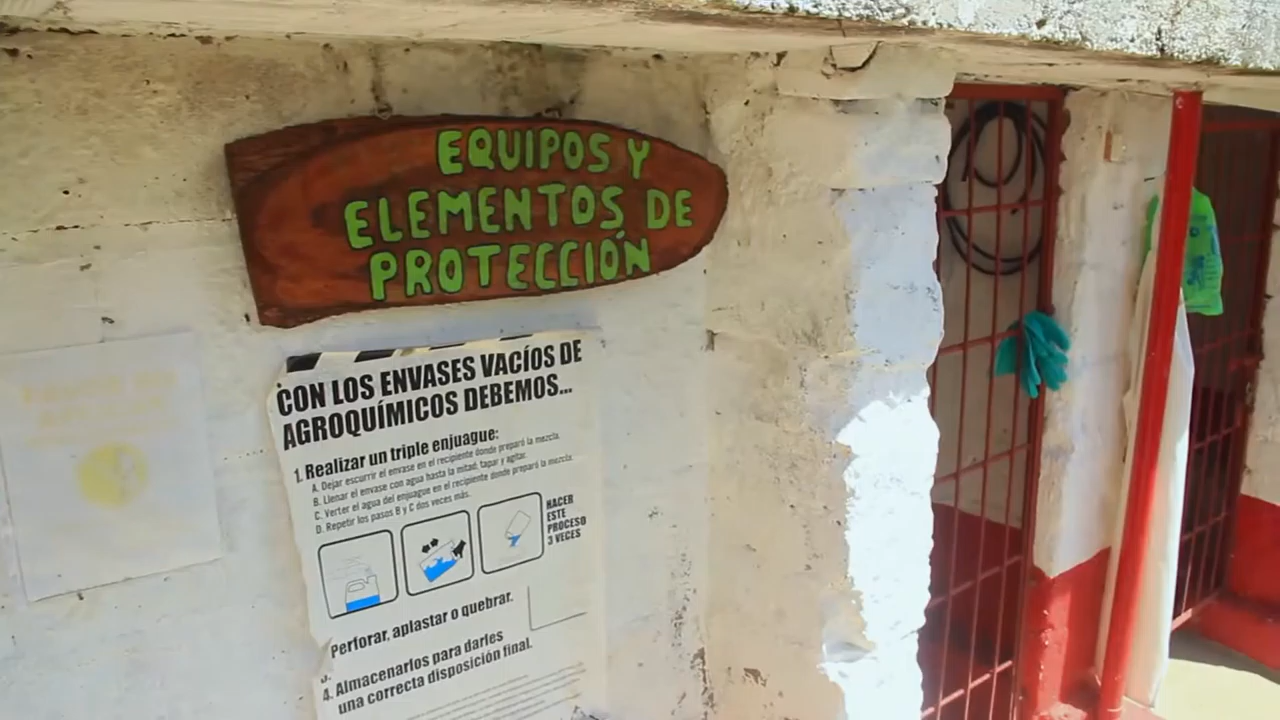 EQUIPOS Y
ELEMENTOS DE
PROTECCIÓN
CON LOS ENVASES VACÍOS DE
AGROQUÍMICOS DEBEMOS...
1. Realizar un triple enjuague:
A. Dejar escurrir el envase en el recipiente donde preparó la mezcla.
B. Llenar el envase con agua hasta la mitad; tapar y agitar.
C. Verter el agua del enjuague en el recipiente donde preparó la mezcla.
D. Repetir los pasos B y C dos veces más.
HACER
ESTE
PROCESO
3 VECES
Perforar, aplastar o quebrar.
4. Almacenarlos para darles
una correcta disposición final.